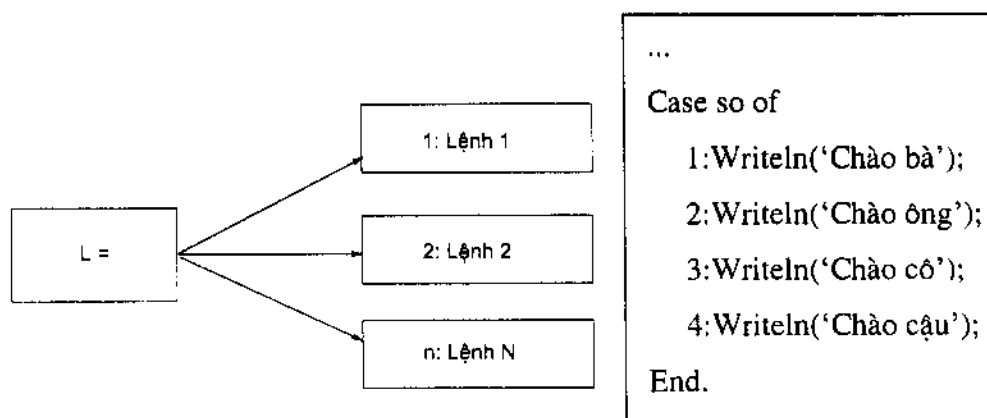 L =
1: Lệnh 1
2: Lệnh 2
n: Lệnh N
...
Case so of
1:Writeln(‘Chào bà’);
2:Writeln(‘Chào ông’);
3:Writeln(‘Chào cô’);
4:Writeln(‘Chào cậu’);
End.